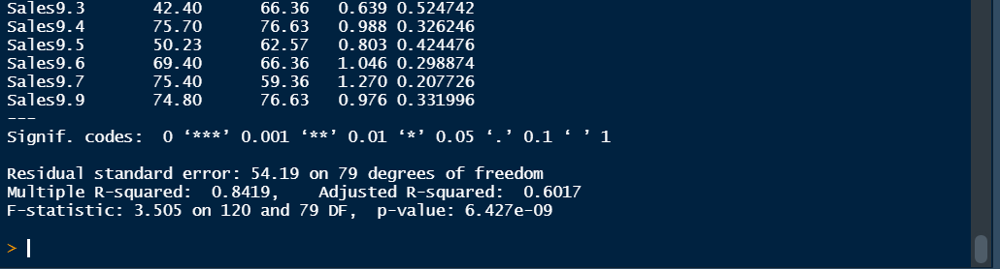 Sales9.3       42.40      66.36   0.639 0.524742
Sales9.4       75.70      76.63   0.988 0.326246
Sales9.5       50.23      62.57   0.803 0.424476
Sales9.6       69.40      66.36   1.046 0.298874
Sales9.7       75.40      59.36   1.270 0.207726
Sales9.9       74.80      76.63   0.976 0.331996
---
Signif. codes:  0 ‘***’ 0.001 ‘**’ 0.01 ‘*’ 0.05 ‘.’ 0.1 ‘ ’ 1
Residual standard error: 54.19 on 79 degrees of freedom
Multiple R-squared:  0.8419,    Adjusted R-squared:  0.6017
F-statistic: 3.505 on 120 and 79 DF,  p-value: 6.427e-09
>